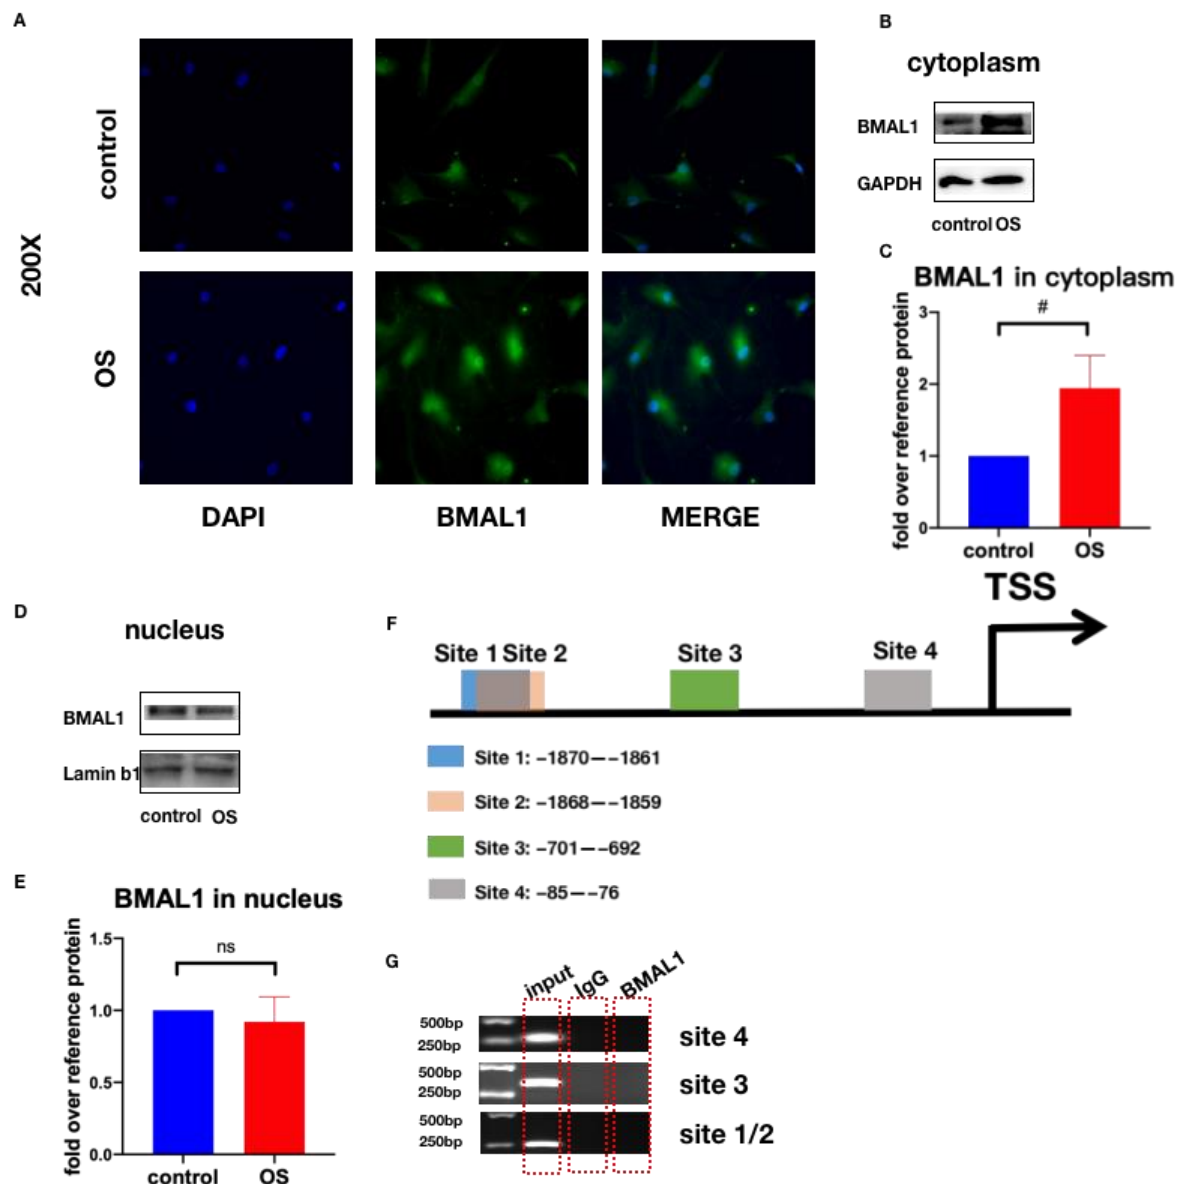 A
200X
control
OS
DAPI
BMAL1
MERGE
B
cytoplasm
BMAL1
GAPDH
control OS
C
BMAL1 in cytoplasm
fold over reference protein
#
3
2
1
0
control
OS
D
nucleus
BMAL1
Lamin b1
control OS
E
BMAL1 in nucleus
fold over reference protein
ns
1.5
1.0
0.5
0.0
control
OS
F
TSS
Site 1 Site 2
Site 3
Site 4
Site 1: –1870—–1861
Site 2: –1868—–1859
Site 3: –701—–692
Site 4: –85—–76
G
input
IgG
BMAL1
500bp
250bp
site 4
500bp
250bp
site 3
500bp
250bp
site 1/2